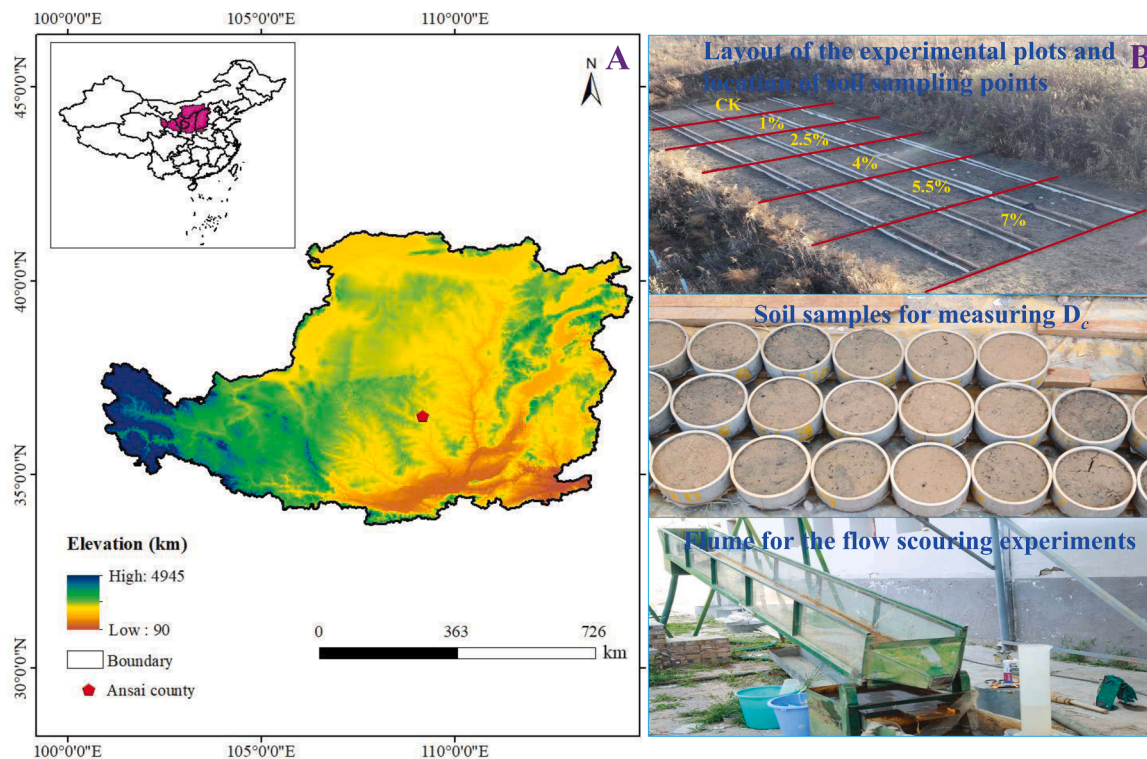 100°0'0"E 105°0'0"E 110°0'0"E
A
N
45°0'0"N
40°0'0"N
35°0'0"N
30°0'0"N
Elevation (km)
High: 4945
Low : 90
Boundary
Ansai county
0 363 726
km
100°0'0"E 105°0'0"E 110°0'0"E
B
Layout of the experimental plots and
location of soil sampling points
CK
1%
2.5%
4%
5.5%
7%
Soil samples for measuring Dc
Flume for the flow scouring experiments